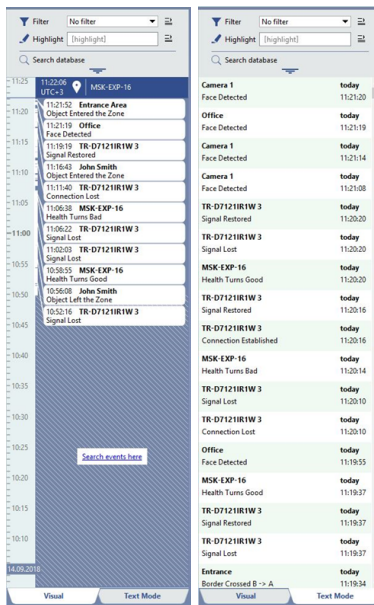 Filter
No filter
Highlight
[highlight]
Search database
11:25
11:22:06
UTC+3
MSK-EXP-16
11:20
11:15
11:10
11:05
11:00
10:55
10:50
10:45
10:40
10:35
10:30
10:25
10:20
10:15
10:10
14.09.2018
11:21:52 Entrance Area
Object Entered the Zone
11:21:19 Office
Face Detected
11:19:19 TR-D7121IR1W 3
Signal Restored
11:16:43 John Smith
Object Entered the Zone
11:11:40 TR-D7121IR1W 3
Connection Lost
11:06:38 MSK-EXP-16
Health Turns Bad
11:06:22 TR-D7121IR1W 3
Signal Lost
11:02:03 TR-D7121IR1W 3
Signal Lost
10:58:55 MSK-EXP-16
Health Turns Good
10:56:08 John Smith
Object Left the Zone
10:52:16 TR-D7121IR1W 3
Signal Lost
Search events here
Visual
Text Mode
Filter
No filter
Highlight
[highlight]
Search database
Camera 1 today
Face Detected 11:21:20
Office today
Face Detected 11:21:19
Camera 1 today
Face Detected 11:21:14
Camera 1 today
Face Detected 11:21:08
TR-D7121IR1W 3 today
Signal Restored 11:20:20
TR-D7121IR1W 3 today
Signal Lost 11:20:20
MSK-EXP-16 today
Health Turns Good 11:20:20
TR-D7121IR1W 3 today
Signal Restored 11:20:16
TR-D7121IR1W 3 today
Connection Established 11:20:16
MSK-EXP-16 today
Health Turns Bad 11:20:14
TR-D7121IR1W 3 today
Signal Lost 11:20:10
TR-D7121IR1W 3 today
Connection Lost 11:20:10
Office today
Face Detected 11:19:55
MSK-EXP-16 today
Health Turns Good 11:19:37
TR-D7121IR1W 3 today
Signal Restored 11:19:37
TR-D7121IR1W 3 today
Signal Lost 11:19:37
Entrance today
Border Crossed B -> A 11:19:34
Visual
Text Mode